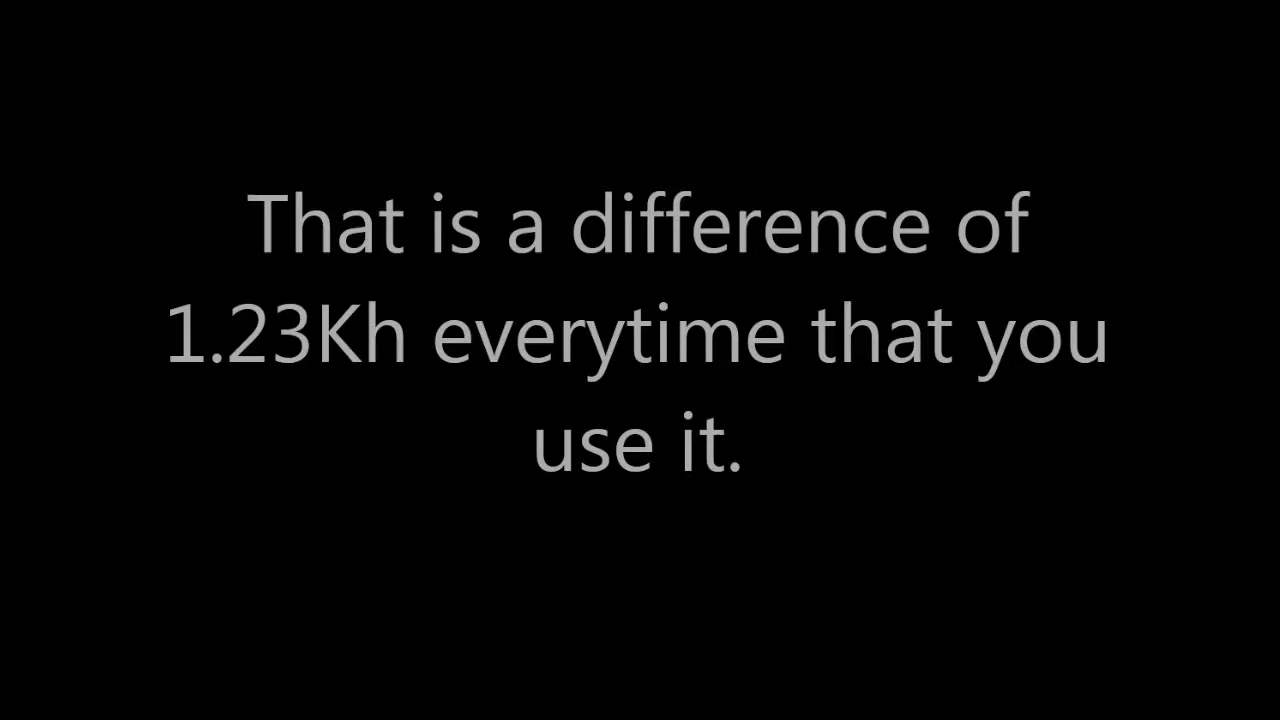 That is a difference of
1.23Kh everytime that you
use it.